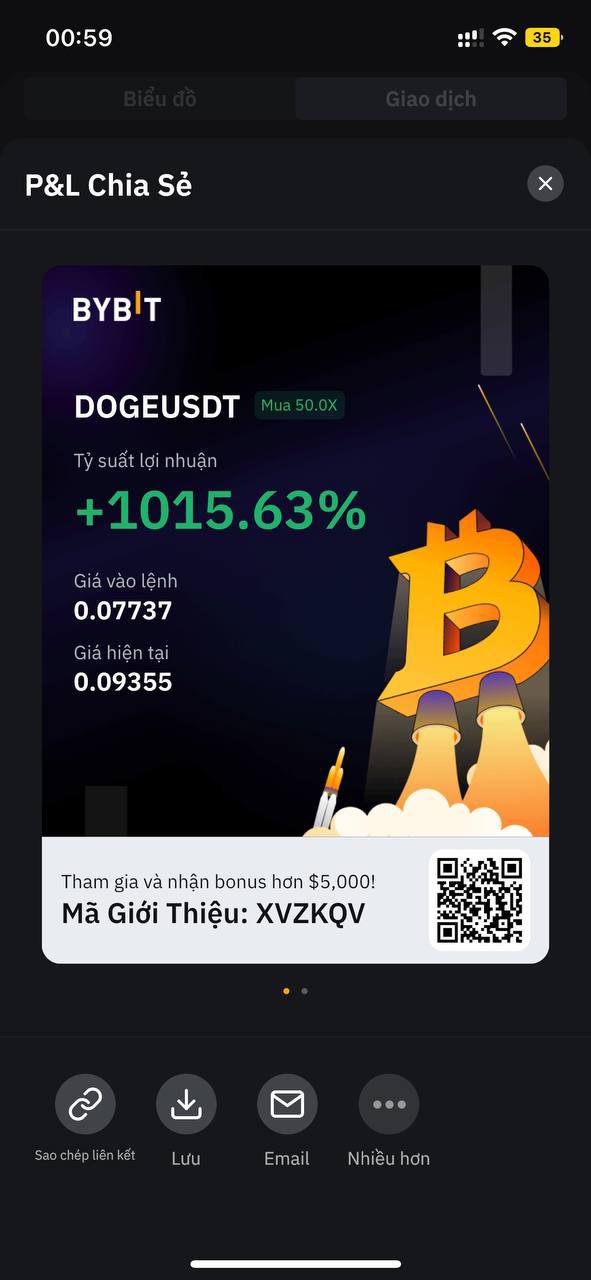 00:59
35
Biểu đồ
Giao dịch
P&L Chia Sẻ
BYBIT
DOGEUSDT
Mua 50.0X
Tỷ suất lợi nhuận
+1015.63%
Giá vào lệnh
0.07737
Giá hiện tại
0.09355
Tham gia và nhận bonus hơn $5,000!
Mã Giới Thiệu: XVZKQV
Sao chép liên kết
Lưu
Email
Nhiều hơn